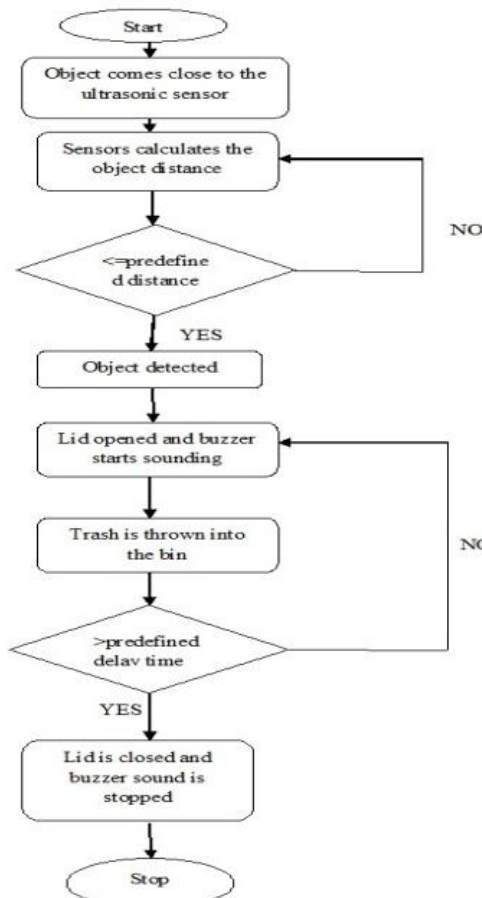 Start
Object comes close to the
ultrasonic sensor
Sensors calculates the
object distance
NO
<=predefine
d distance
YES
Object detected
Lid opened and buzzer
starts sounding
Trash is thrown into
the bin
NO
>predefined
delay time
YES
Lid is closed and
buzzer sound is
stopped
Stop